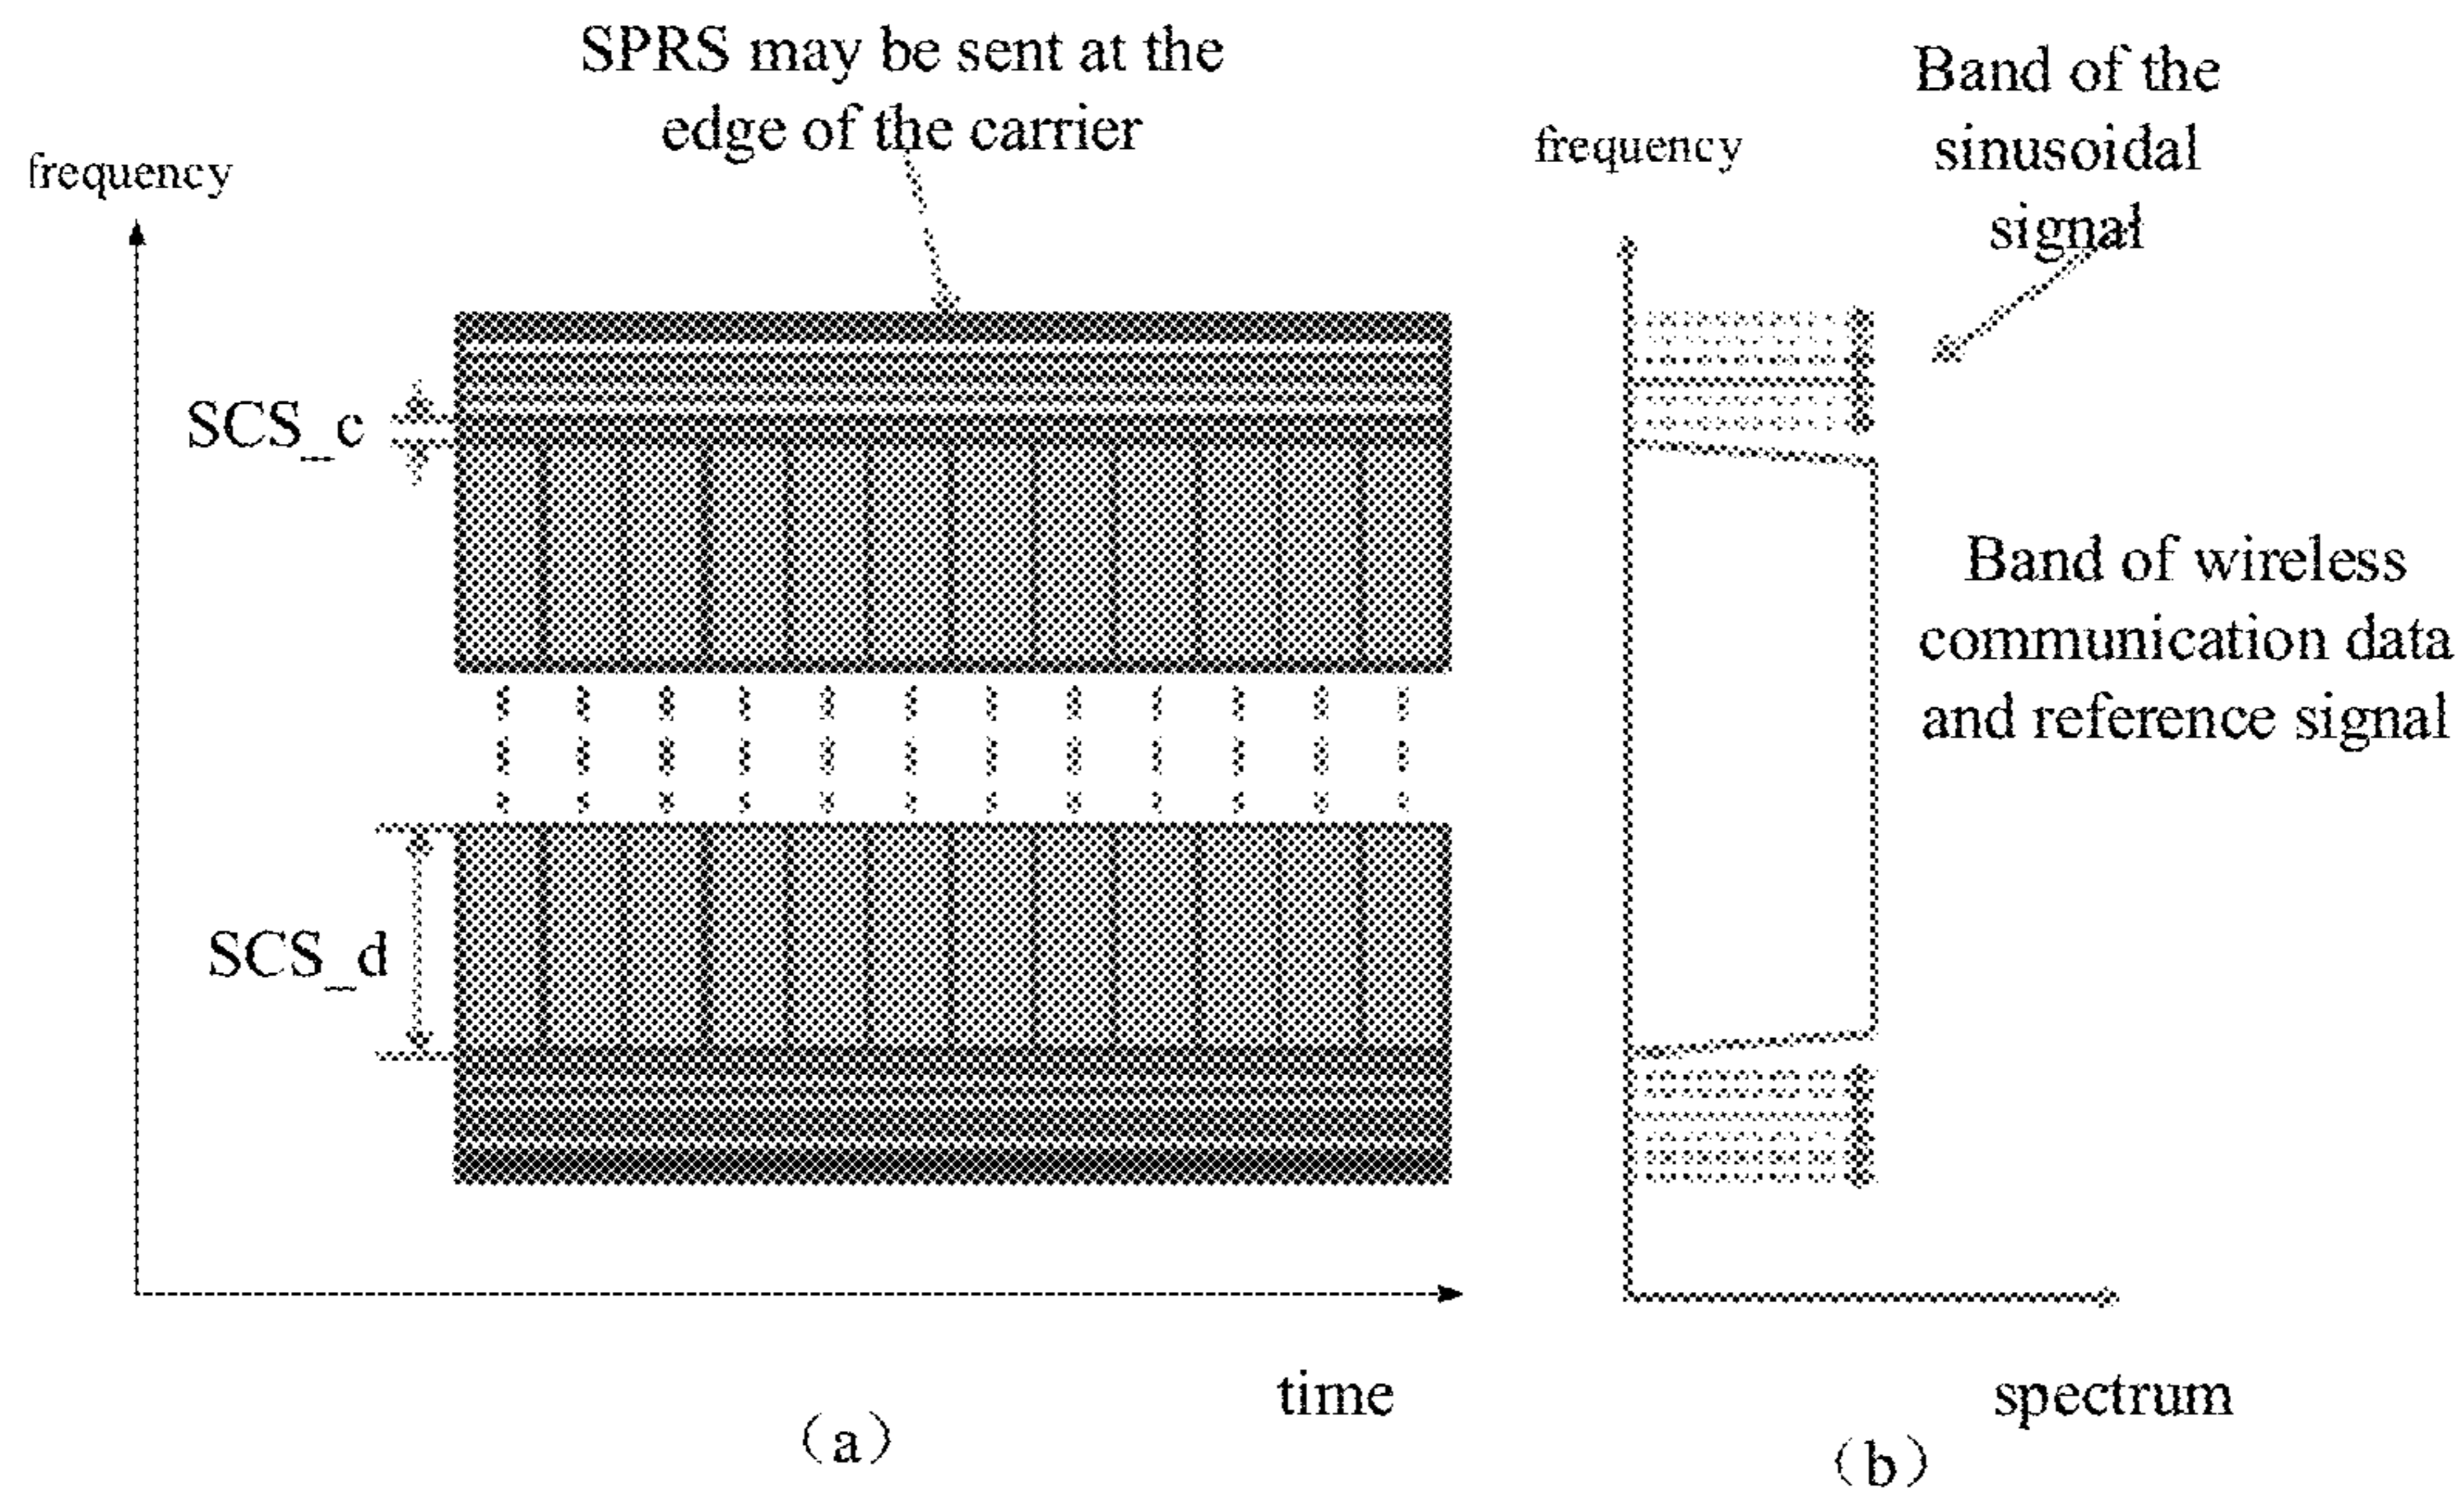 SPRS may be sent at the
edge of the carrier
frequency
SCS_c
SCS_d
time
(a)
frequency
Band of the
sinusoidal
signal
Band of wireless
communication data
and reference signal
spectrum
(b)